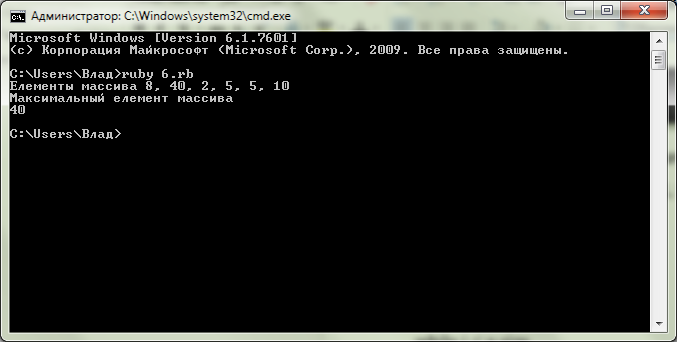 Администратор: C:\Windows\system32\cmd.exe
Microsoft Windows [Version 6.1.7601]
(c) Корпорация Майкрософт (Microsoft Corp.), 2009. Все права защищены.
C:\Users\Влад>ruby 6.rb
Елементы массива 8, 40, 2, 5, 5, 10
Максимальный елемент массива
40
C:\Users\Влад>